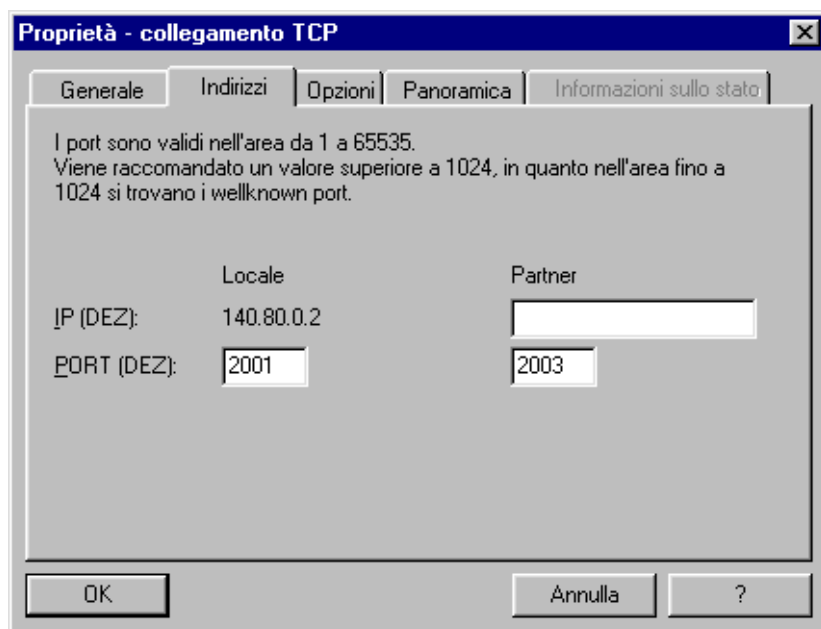 Proprietà - collegamento TCP
Generale Indirizzi Opzioni Panoramica Informazioni sullo stato
I port sono validi nell'area da 1 a 65535.
Viene raccomandato un valore superiore a 1024, in quanto nell'area fino a
1024 si trovano i wellknown port.
Locale Partner
IP (DEZ): 140.80.0.2
PORT (DEZ): 2001 2003
OK Annulla ?